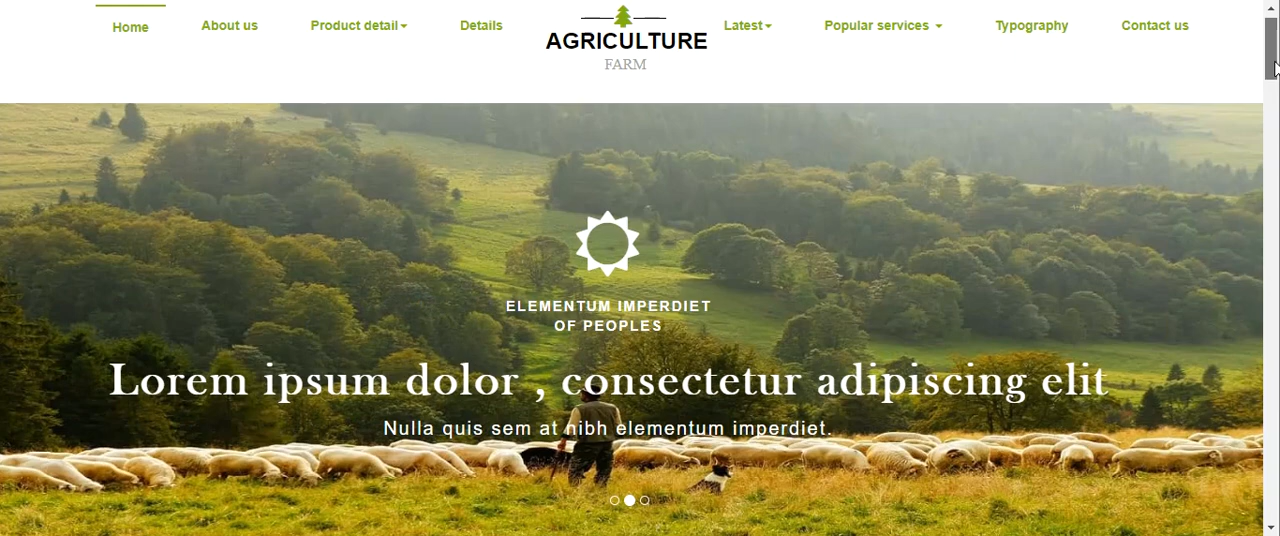 Home About us Product detail Details Latest Popular services Typography Contact us
AGRICULTURE
FARM
ELEMENTUM IMPERDIET
OF PEOPLES
Lorem ipsum dolor , consectetur adipiscing elit
Nulla quis sem at nibh elementum imperdiet.